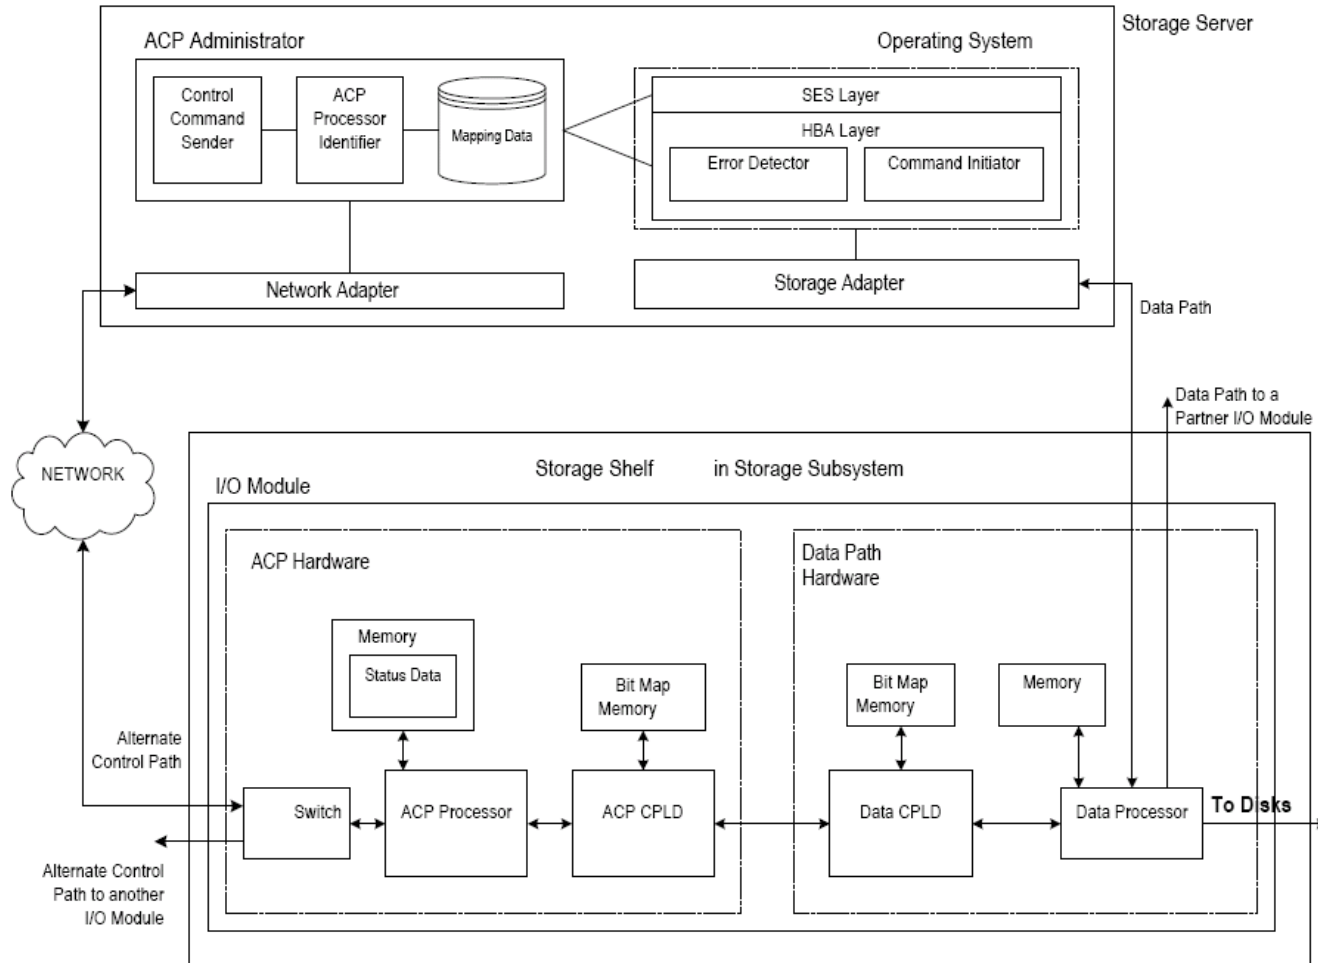 Storage Server
ACP Administrator
Operating System
Control
Command
Sender
ACP
Processor
Identifier
Mapping Data
SES Layer
HBA Layer
Error Detector
Command Initiator
Network Adapter
Storage Adapter
Data Path
Data Path to a
Partner I/O Module
NETWORK
Storage Shelf in Storage Subsystem
I/O Module
ACP Hardware
Data Path
Hardware
Memory
Status Data
Bit Map
Memory
Bit Map
Memory
Memory
Alternate
Control Path
Switch
ACP Processor
ACP CPLD
Data CPLD
Data Processor
To Disks
Alternate Control
Path to another
I/O Module